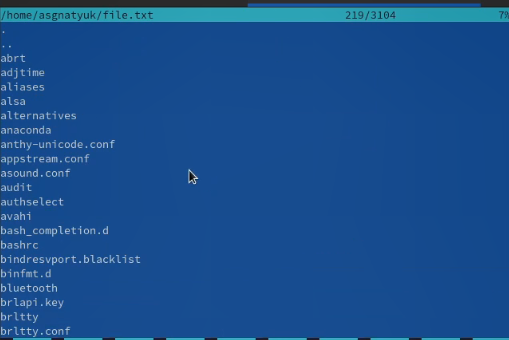 /home/asgnatyuk/file.txt 219/3104 7%
.
..
abrt
adjtime
aliases
alsa
alternatives
anaconda
anthy-unicode.conf
appstream.conf
asound.conf
audit
authselect
avahi
bash_completion.d
bashrc
bindresvport.blacklist
binfmt.d
bluetooth
brlapi.key
brltty
brltty.conf